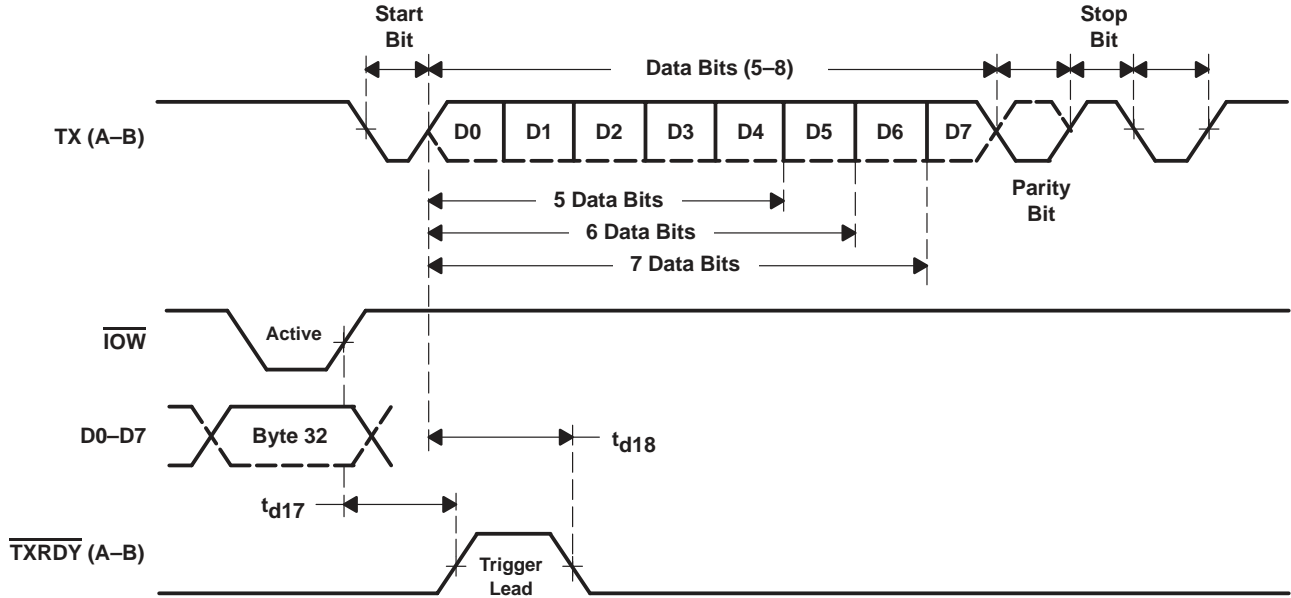 Start
Bit
Stop
Bit
Data Bits (5–8)
TX (A–B)
D0 D1 D2 D3 D4 D5 D6 D7
Parity
Bit
5 Data Bits
6 Data Bits
7 Data Bits
IOW
Active
D0–D7
Byte 32
td18
td17
TXRDY (A–B)
Trigger
Lead